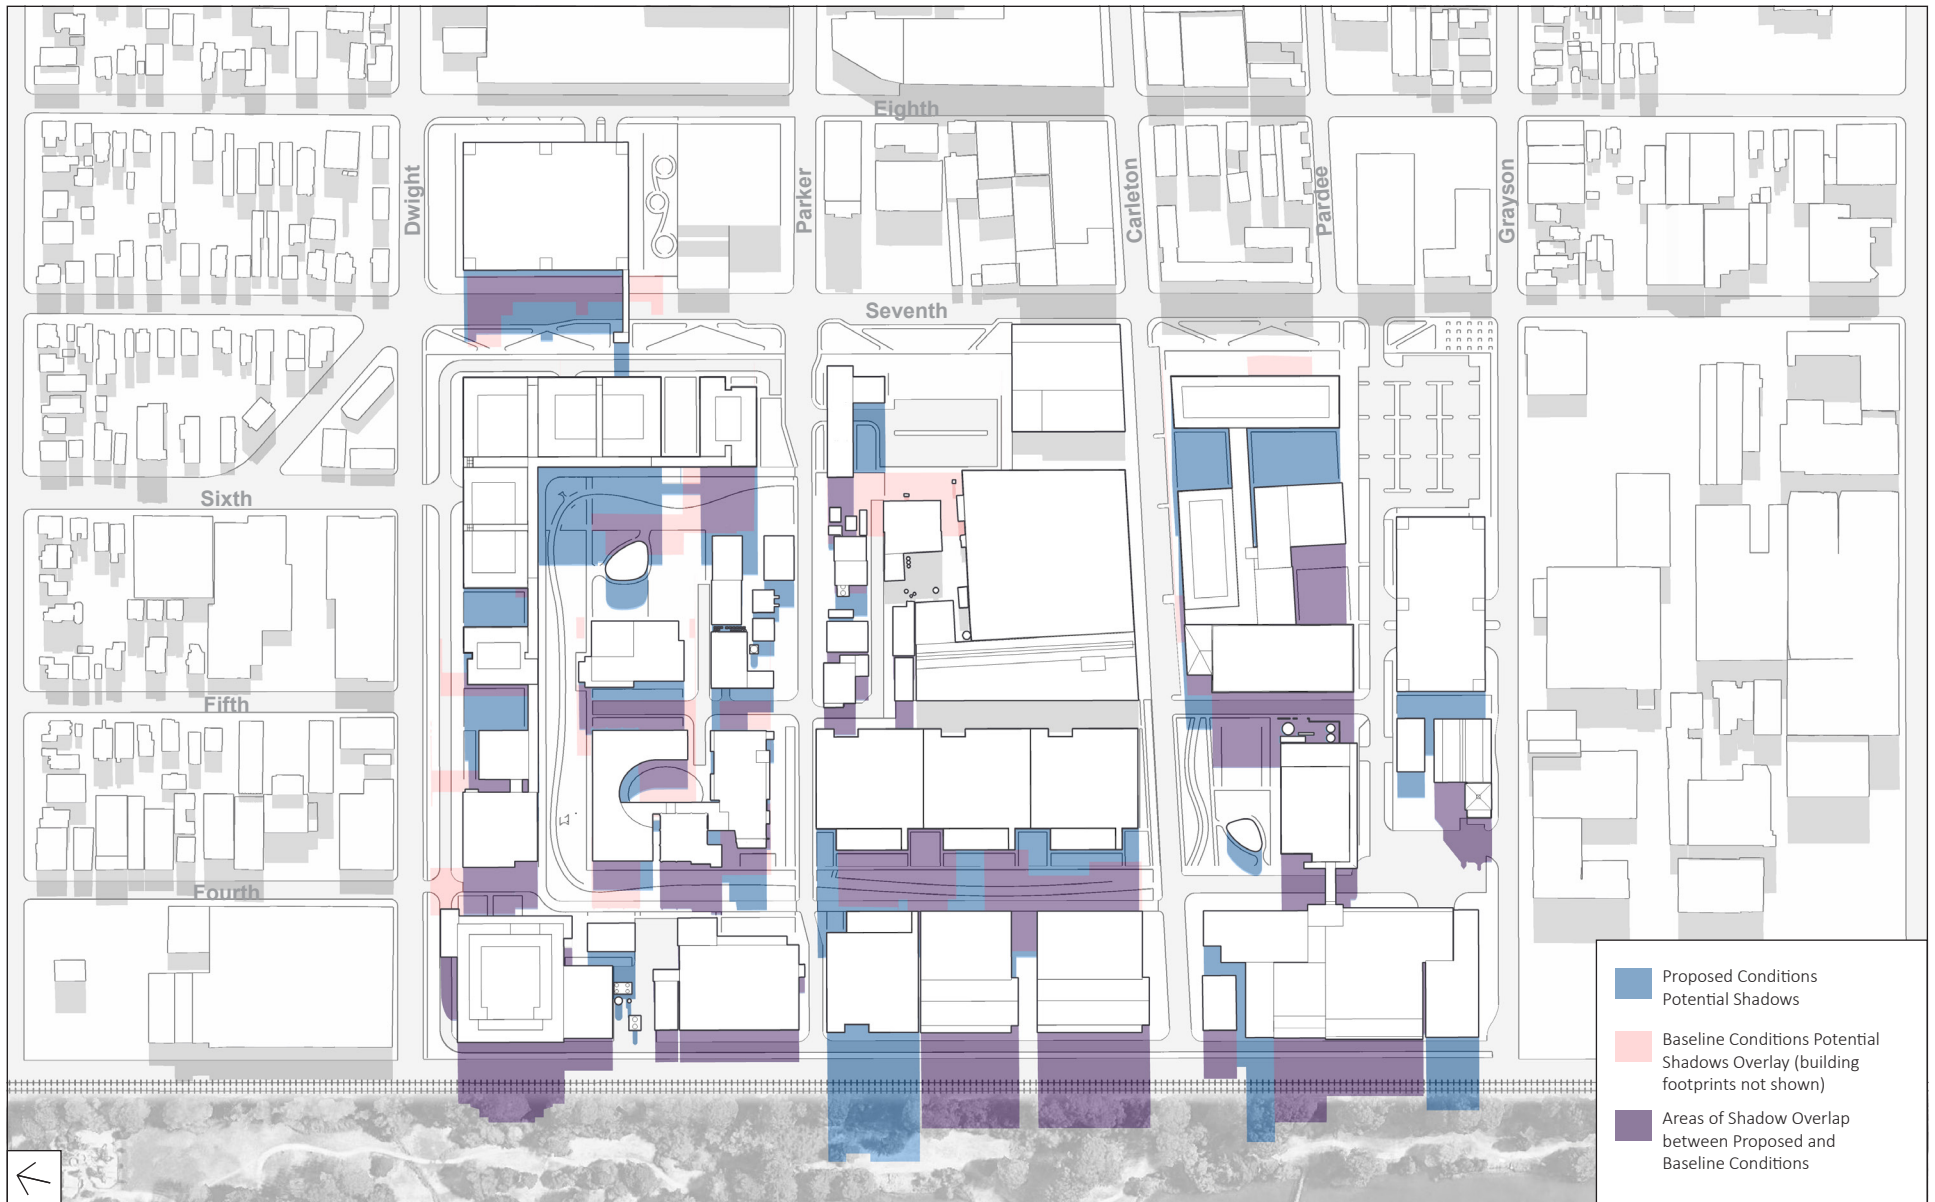 Eighth
Dwight
Parker
Carleton
Pardee
Grayson
Seventh
Sixth
Fifth
Fourth
Proposed Conditions
Potential Shadows
Baseline Conditions Potential
Shadows Overlay (building
footprints not shown)
Areas of Shadow Overlap
between Proposed and
Baseline Conditions